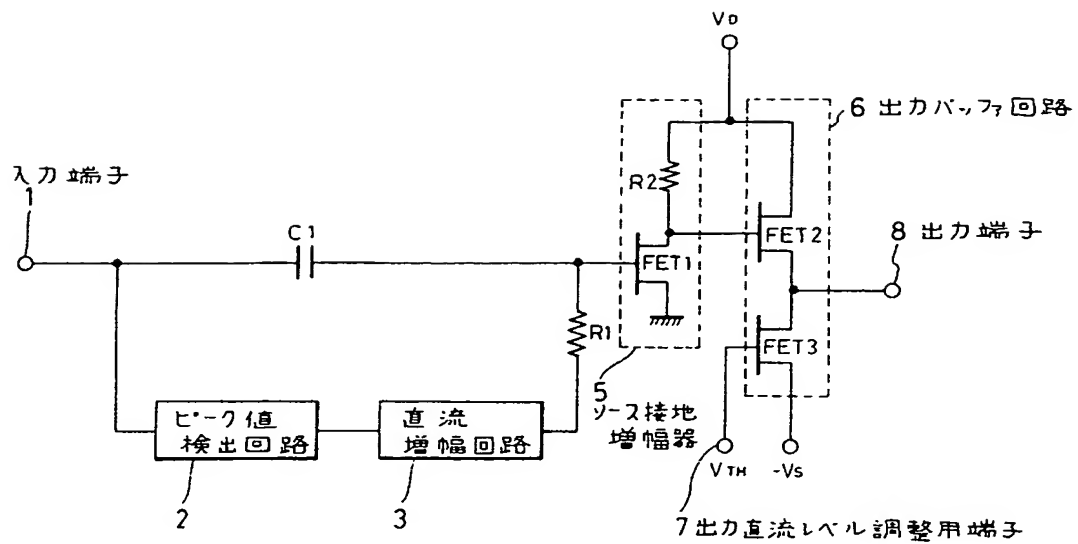 VD
6 出力バッファ回路
入力端子
1
R2
C1
FET2
8 出力端子
FET1
R1
FET3
5
ソース接地
増幅器
ピーク値
検出回路
直流
増幅回路
VTH
-VS
2
3
7 出力直流レベル調整用端子